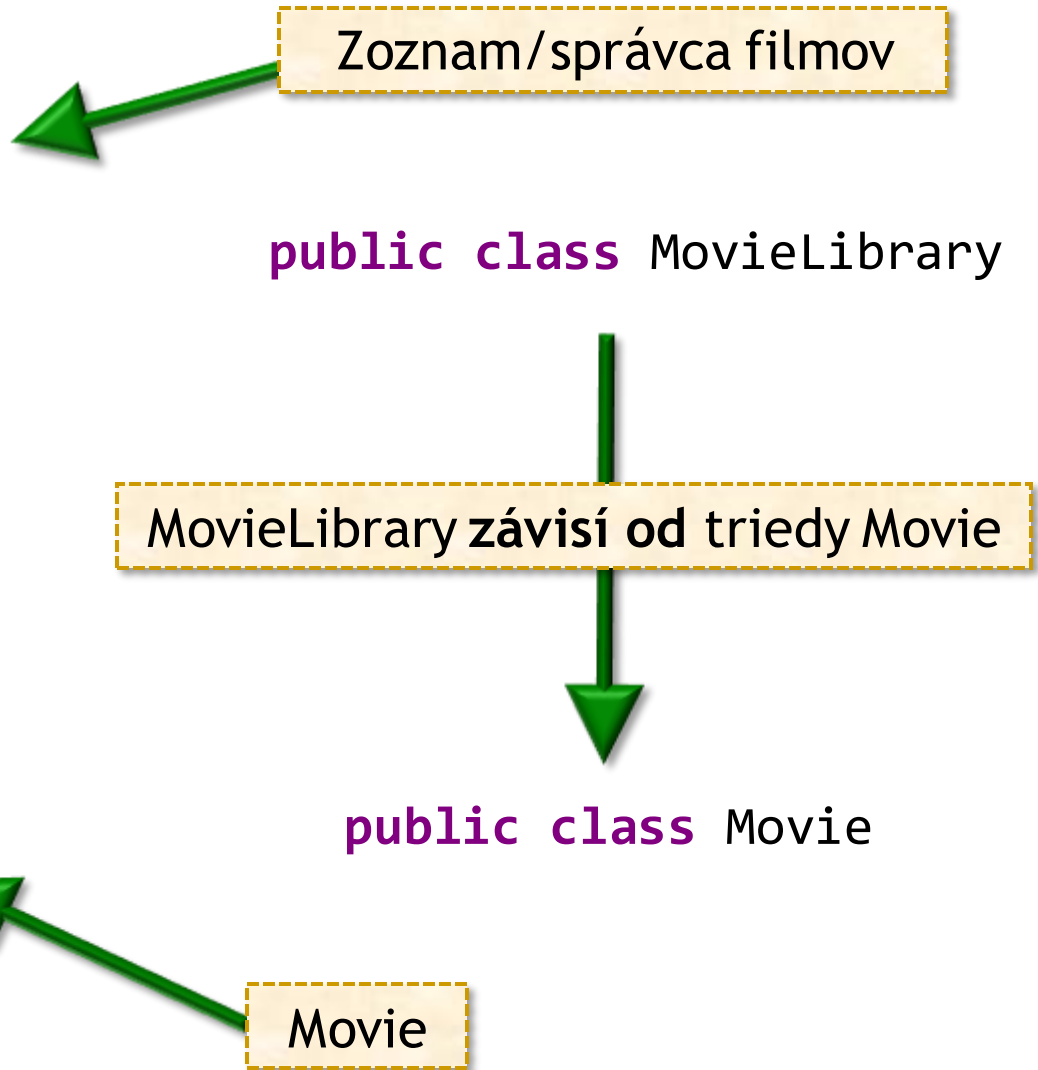 Zoznam/správca filmov
public class MovieLibrary
MovieLibrary závisí od triedy Movie
public class Movie
Movie